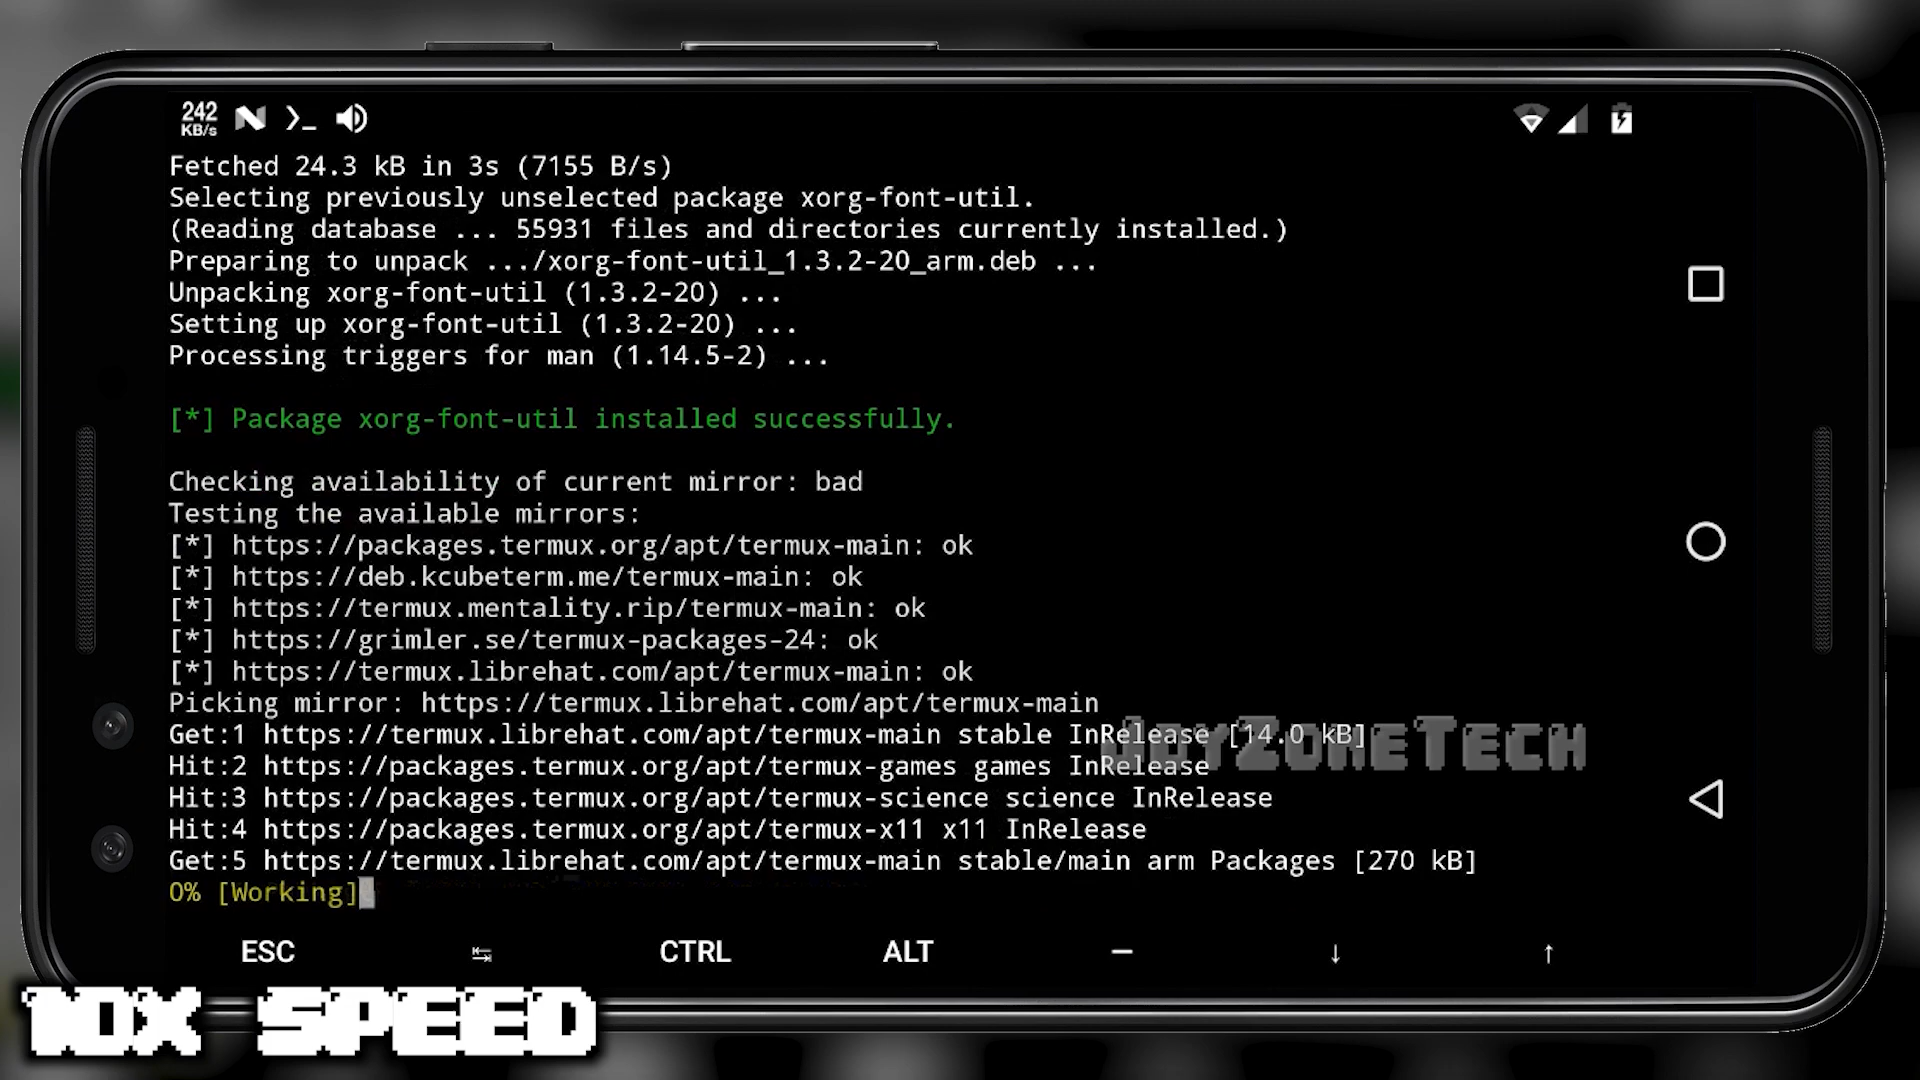 242
KB/s
Fetched 24.3 kB in 3s (7155 B/s)
Selecting previously unselected package xorg-font-util.
(Reading database ... 55931 files and directories currently installed.)
Preparing to unpack .../xorg-font-util_1.3.2-20_arm.deb ...
Unpacking xorg-font-util (1.3.2-20) ...
Setting up xorg-font-util (1.3.2-20) ...
Processing triggers for man (1.14.5-2) ...
[*] Package xorg-font-util installed successfully.
Checking availability of current mirror: bad
Testing the available mirrors:
[*] https://packages.termux.org/apt/termux-main: ok
[*] https://deb.kcubeterm.me/termux-main: ok
[*] https://termux.mentality.rip/termux-main: ok
[*] https://grimler.se/termux-packages-24: ok
[*] https://termux.librehat.com/apt/termux-main: ok
Picking mirror: https://termux.librehat.com/apt/termux-main
Get:1 https://termux.librehat.com/apt/termux-main stable InRelease [14.0 kB]
Hit:2 https://packages.termux.org/apt/termux-games games InRelease
Hit:3 https://packages.termux.org/apt/termux-science science InRelease
Hit:4 https://packages.termux.org/apt/termux-x11 x11 InRelease
Get:5 https://termux.librehat.com/apt/termux-main stable/main arm Packages [270 kB]
0% [Working]
ESC ↹ CTRL ALT – ↓ ↑
10X SPEED